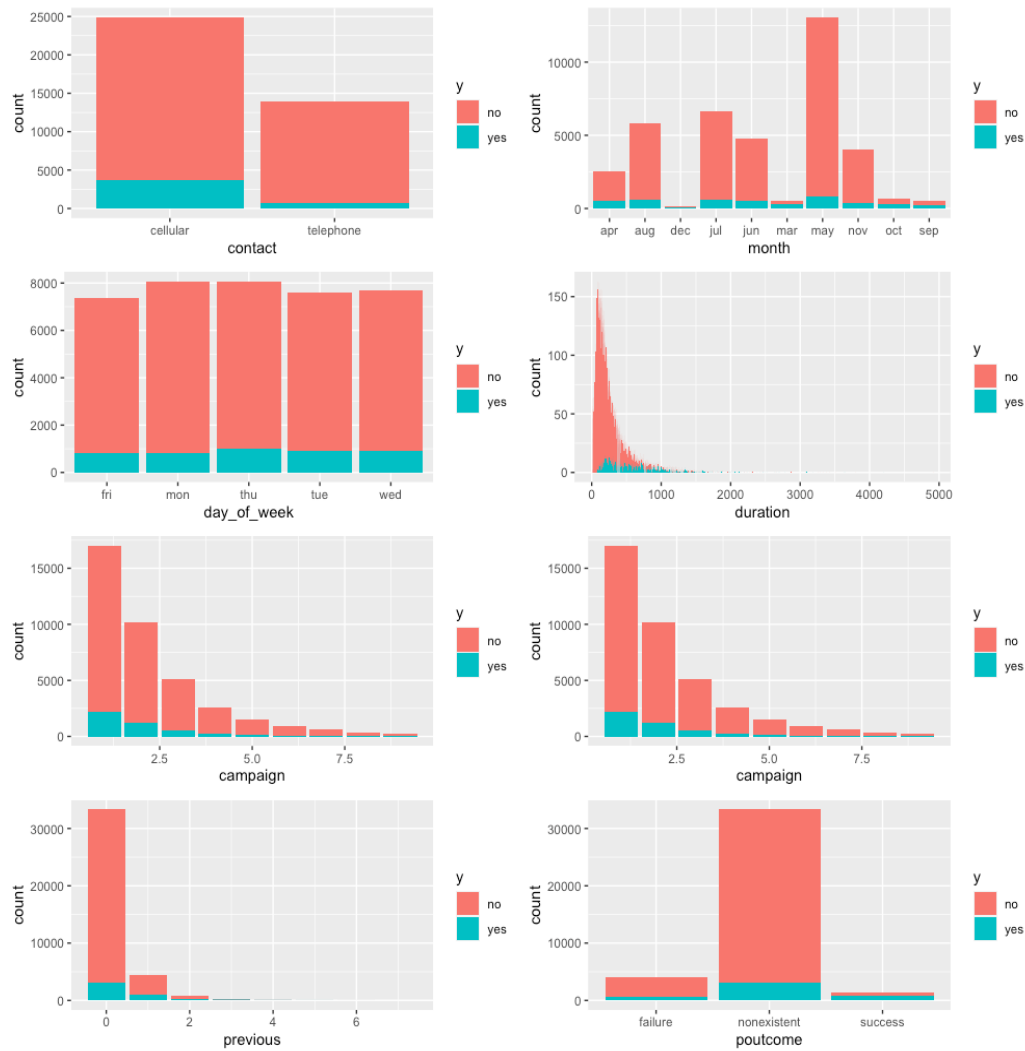 count
25000
20000
15000
10000
5000
0
cellular telephone
contact
y
no
yes
count
10000
5000
0
apr aug dec jul jun mar may nov oct sep
month
y
no
yes
count
8000
6000
4000
2000
0
fri mon thu tue wed
day_of_week
y
no
yes
count
150
100
50
0
0 1000 2000 3000 4000 5000
duration
y
no
yes
count
15000
10000
5000
0
2.5 5.0 7.5
campaign
y
no
yes
count
15000
10000
5000
0
2.5 5.0 7.5
campaign
y
no
yes
count
30000
20000
10000
0
0 2 4 6
previous
y
no
yes
count
30000
20000
10000
0
failure nonexistent success
poutcome
y
no
yes